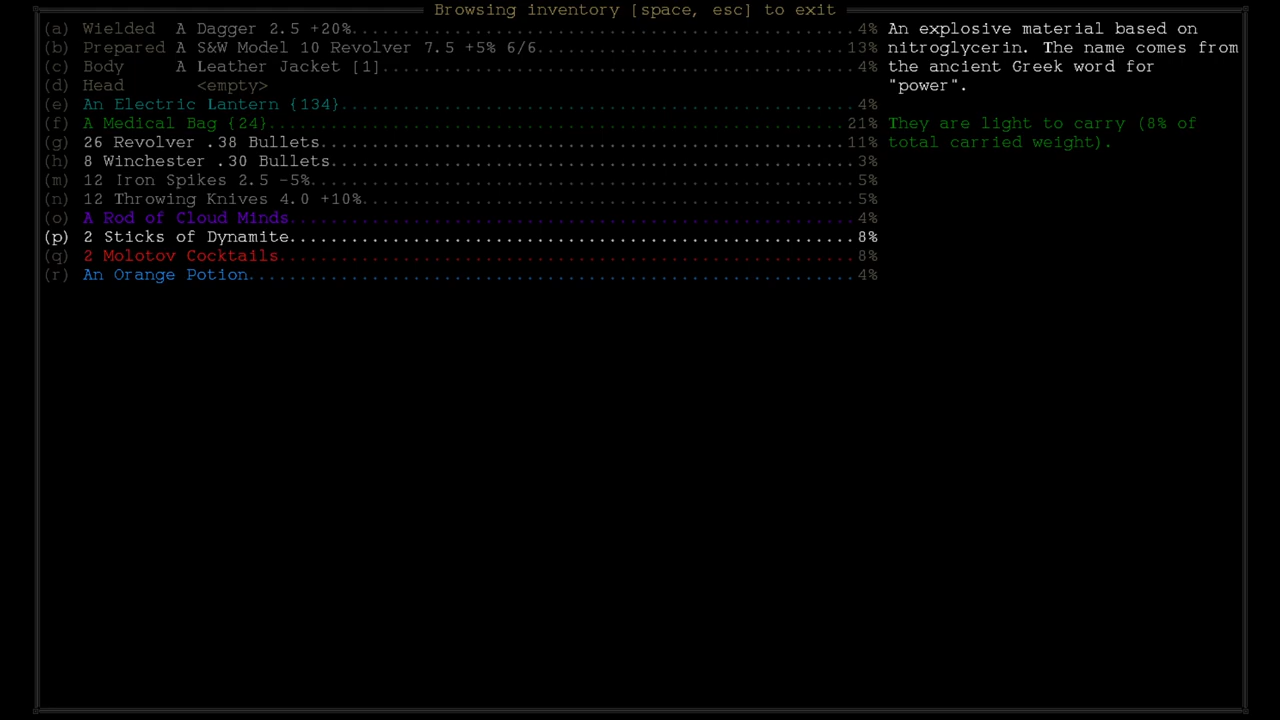 Browsing inventory [space, esc] to exit
(a) Wielded A Dagger 2.5 +20%......................................................4%
(b) Prepared A S&W Model 10 Revolver 7.5 +5% 6/6..............................13%
(c) Body A Leather Jacket [1]..............................................4%
(d) Head <empty>
(e) An Electric Lantern {134}..................................................4%
(f) A Medical Bag {24}........................................................21%
(g) 26 Revolver .38 Bullets...................................................11%
(h) 8 Winchester .30 Bullets...................................................3%
(m) 12 Iron Spikes 2.5 -5%.....................................................5%
(n) 12 Throwing Knives 4.0 +10%................................................5%
(o) A Rod of Cloud Minds.......................................................4%
(p) 2 Sticks of Dynamite.......................................................8%
(q) 2 Molotov Cocktails........................................................8%
(r) An Orange Potion...........................................................4%
An explosive material based on
nitroglycerin. The name comes from
the ancient Greek word for
"power".
They are light to carry (8% of
total carried weight).